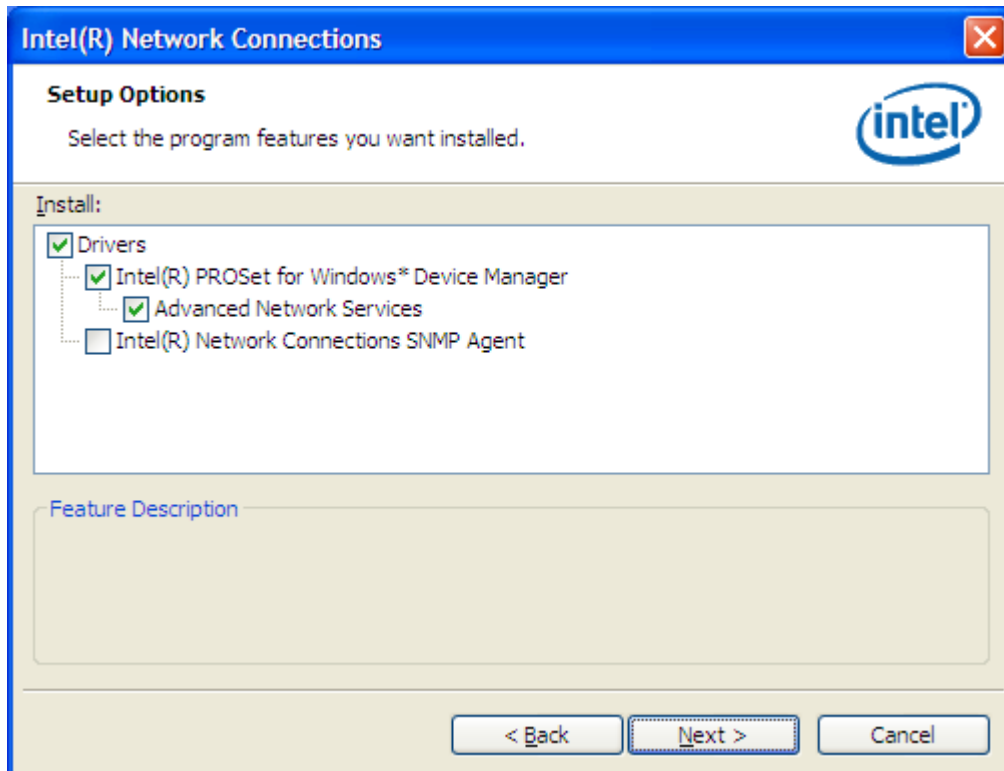 Intel(R) Network Connections
Setup Options
Select the program features you want installed.
intel
Install:
Drivers
Intel(R) PROSet for Windows* Device Manager
Advanced Network Services
Intel(R) Network Connections SNMP Agent
Feature Description
< Back Next > Cancel